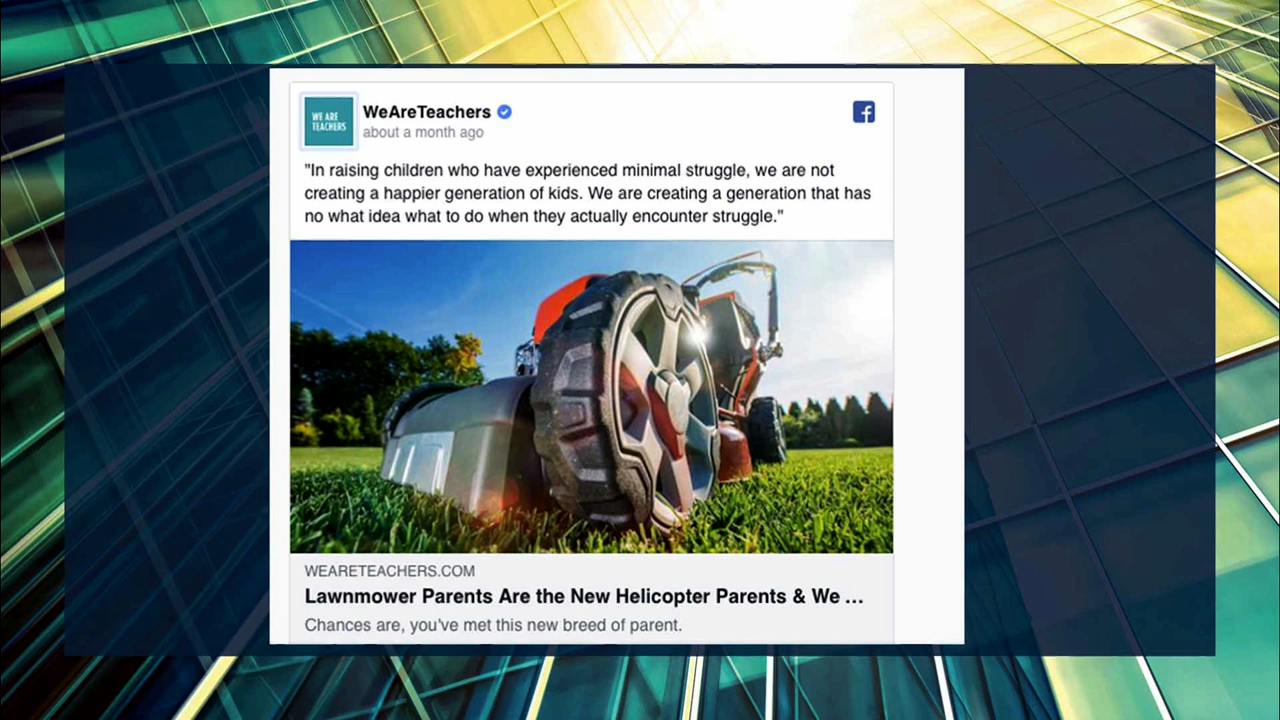 WE ARE
TEACHERS
WeAreTeachers
about a month ago
"In raising children who have experienced minimal struggle, we are not
creating a happier generation of kids. We are creating a generation that has
no what idea what to do when they actually encounter struggle."
WEARETEACHERS.COM
Lawnmower Parents Are the New Helicopter Parents & We ...
Chances are, you've met this new breed of parent.